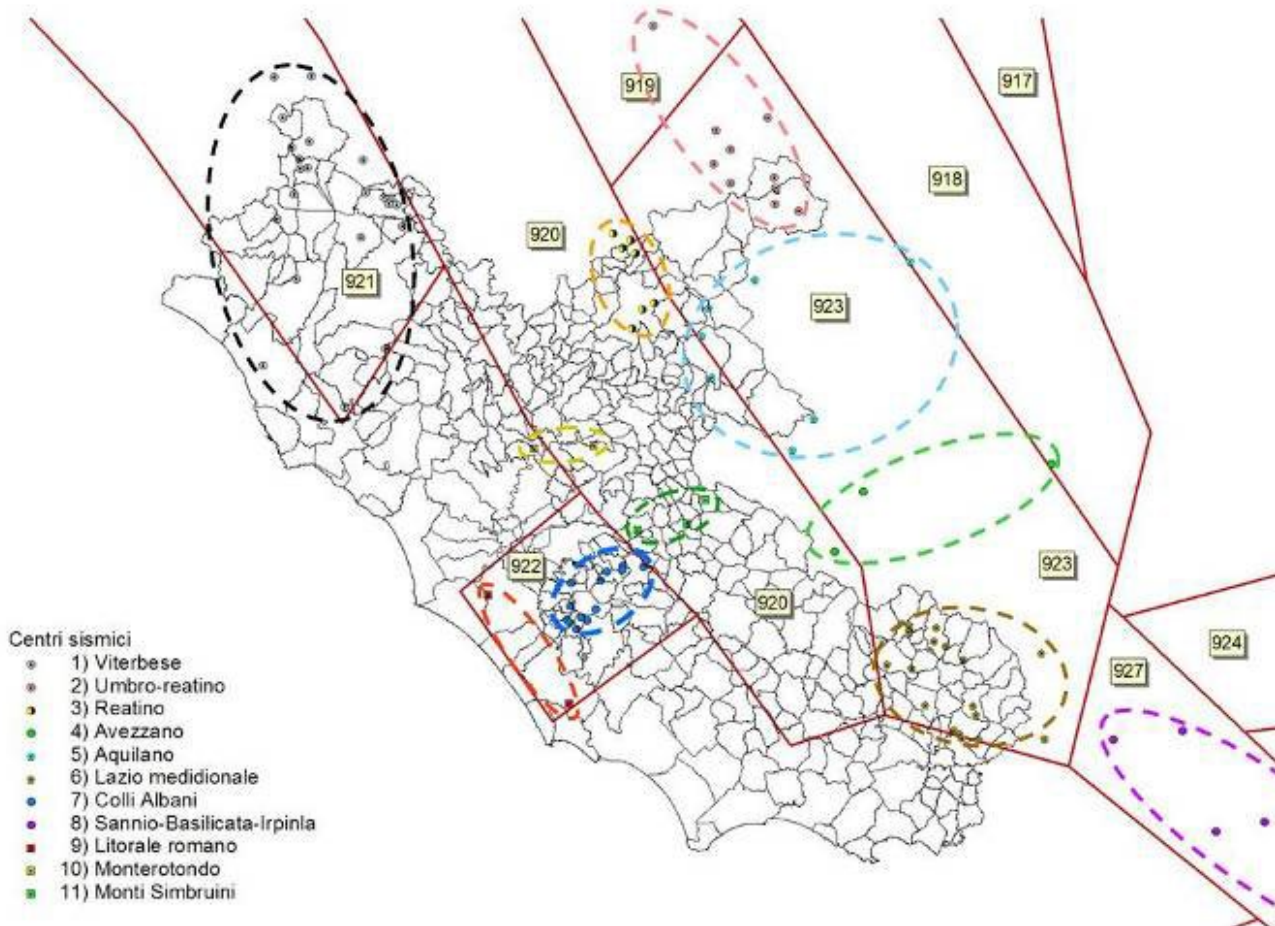 919
917
918
920
921
923
922
920
923
924
927
Centri sismici
1) Viterbese
2) Umbro-reatino
3) Reatino
4) Avezzano
5) Aquilano
6) Lazio medidionale
7) Colli Albani
8) Sannio-Basilicata-Irpinla
9) Litorale romano
10) Monterotondo
11) Monti Simbruini